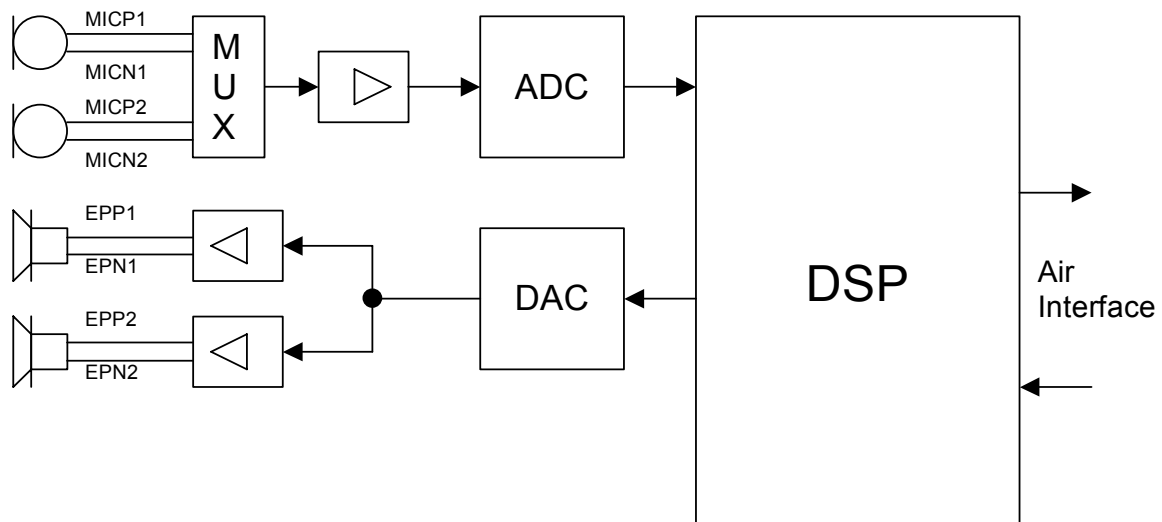 MICP1
MICN1
MICP2
MICN2
M
U
X
ADC
EPP1
EPN1
EPP2
EPN2
DAC
DSP
Air
Interface